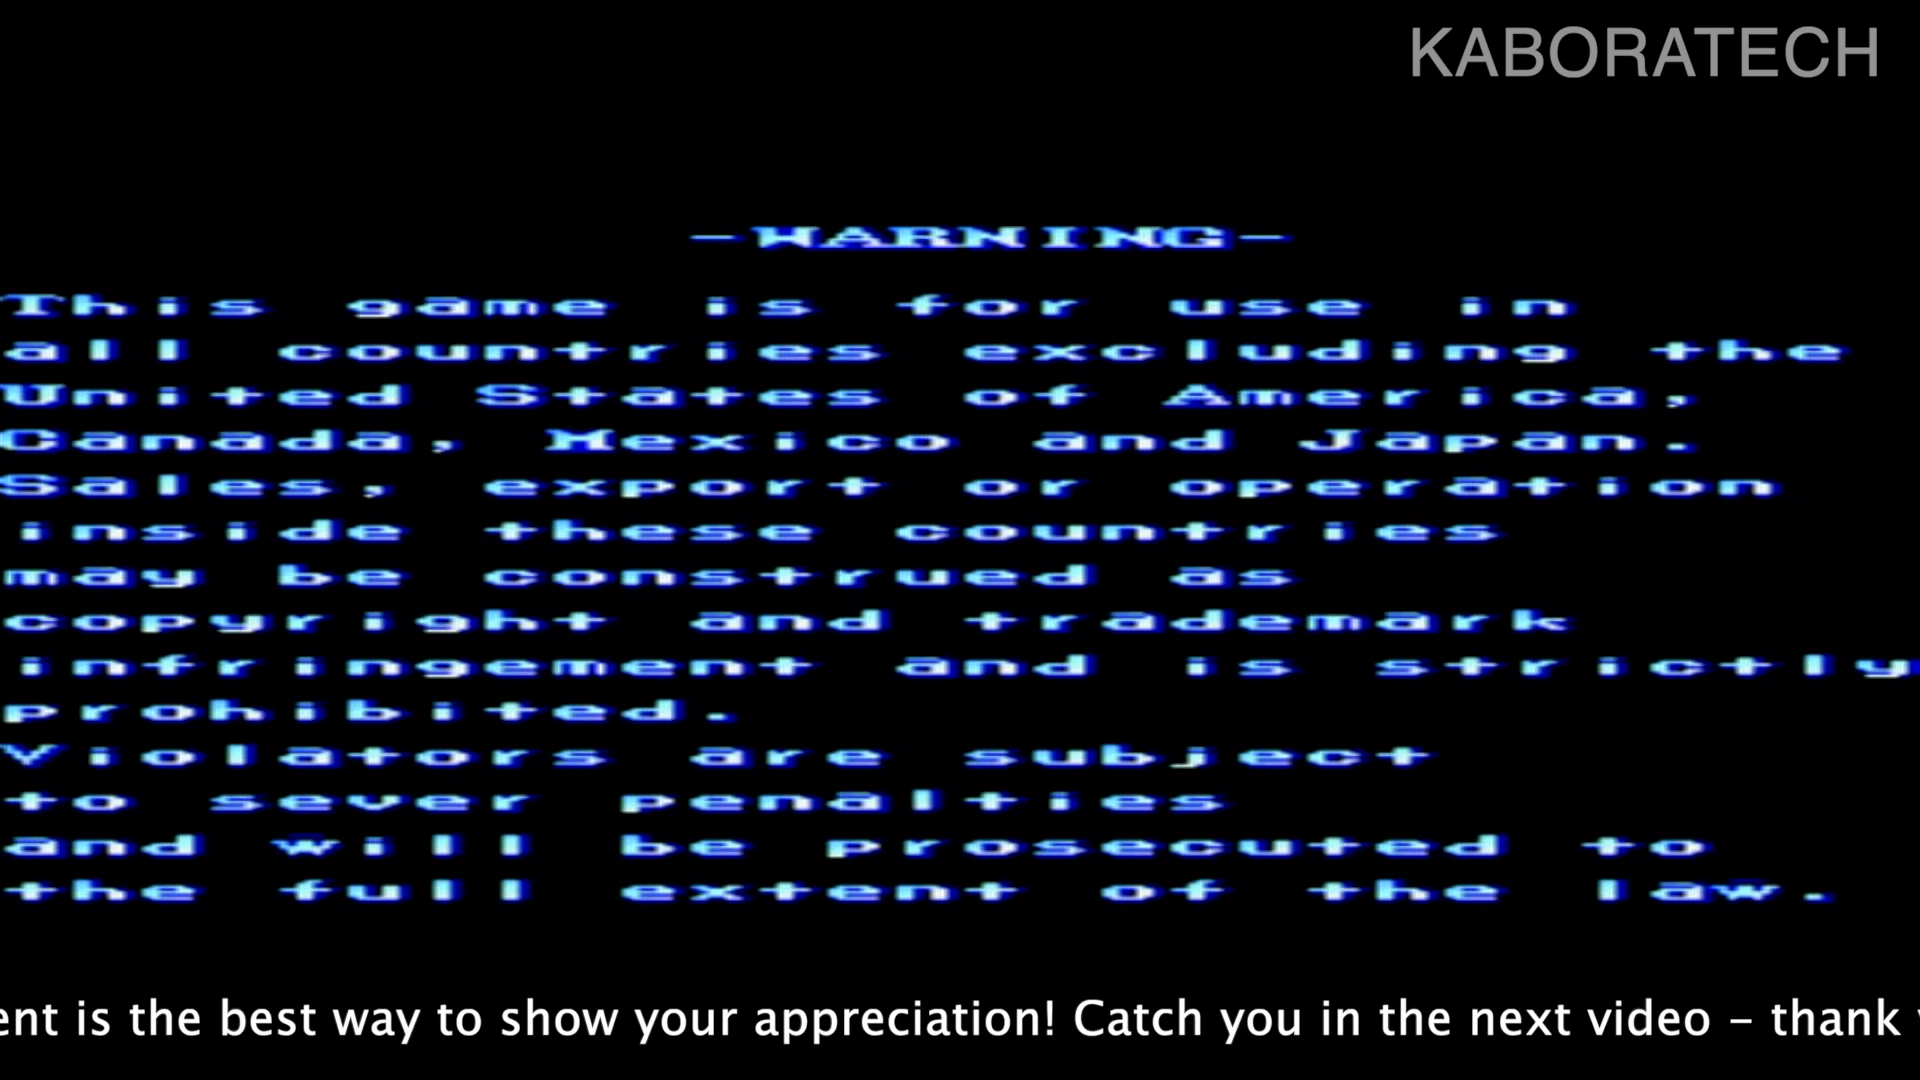 KABORATECH
-WARNING-
This game is for use in
all countries excluding the
United States of America,
Canada, Mexico and Japan.
Sales, export or operation
inside these countries
may be construed as
copyright and trademark
infringement and is strictly
prohibited.
Violators are subject
to sever penalties
and will be prosecuted to
the full extent of the law.
ent is the best way to show your appreciation! Catch you in the next video – thank